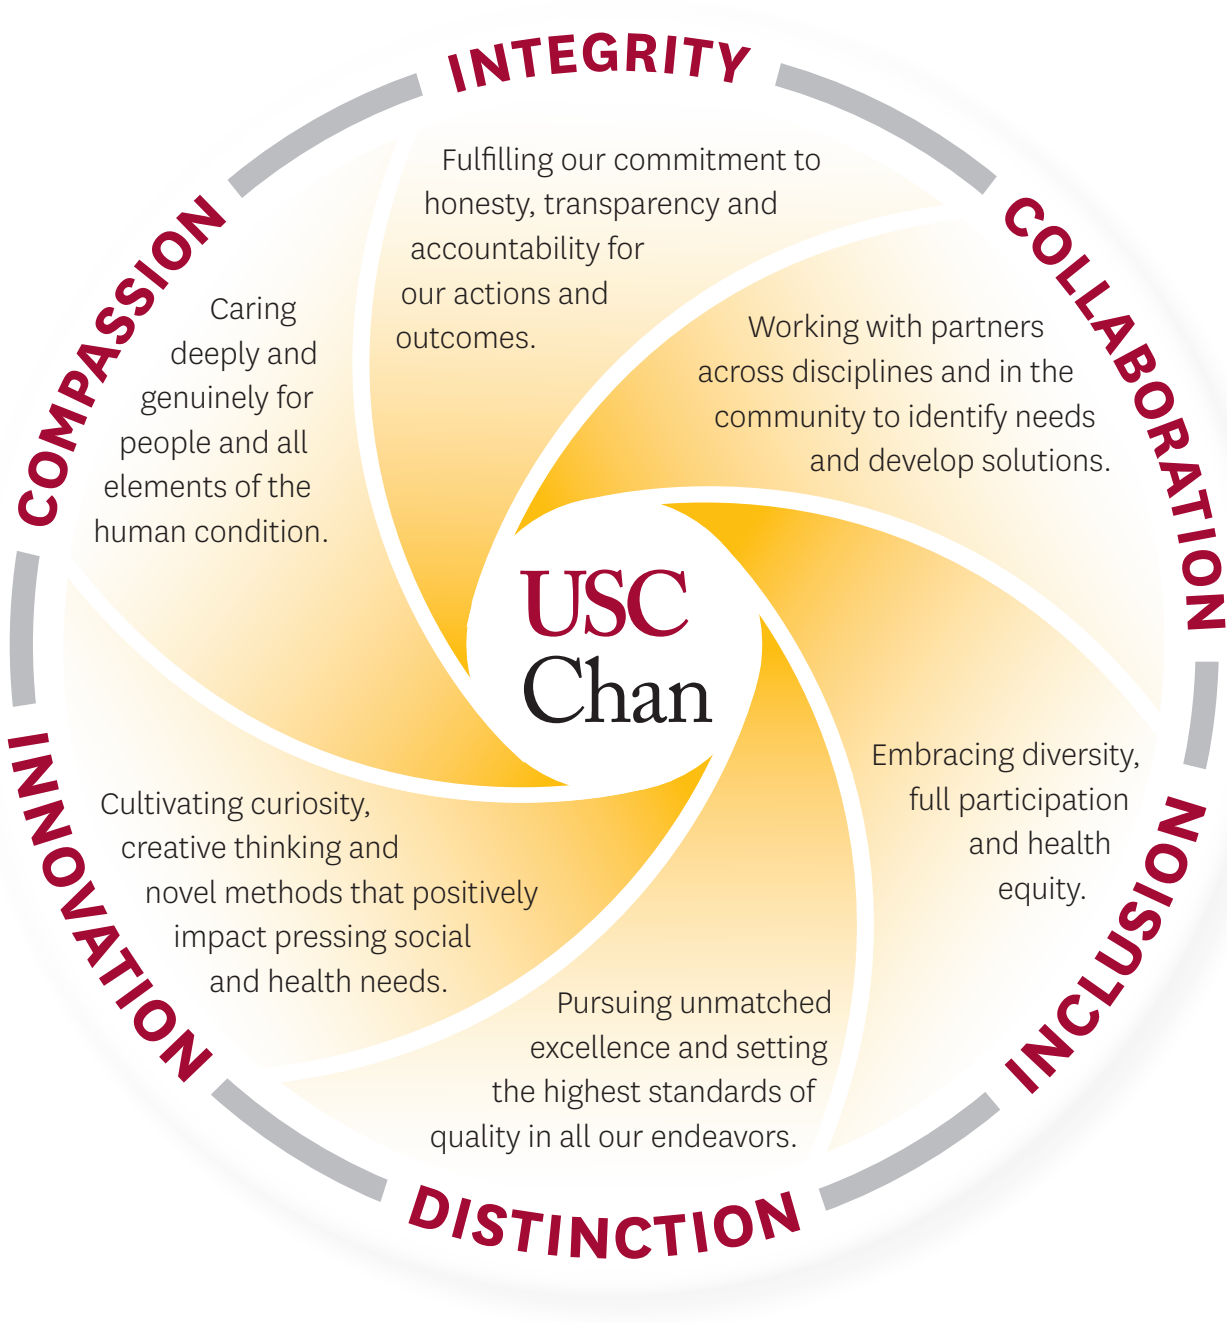 INTEGRITY
Fulfilling our commitment to
honesty, transparency and
accountability for
our actions and
outcomes.
COLLABORATION
Working with partners
across disciplines and in the
community to identify needs
and develop solutions.
INCLUSION
Embracing diversity,
full participation
and health
equity.
DISTINCTION
Pursuing unmatched
excellence and setting
the highest standards of
quality in all our endeavors.
INNOVATION
Cultivating curiosity,
creative thinking and
novel methods that positively
impact pressing social
and health needs.
COMPASSION
Caring
deeply and
genuinely for
people and all
elements of the
human condition.
USC
Chan